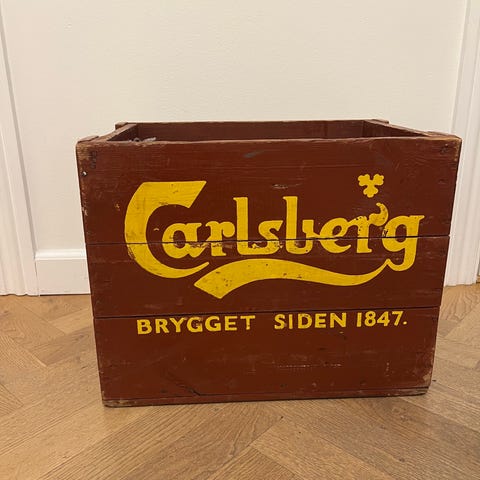 Carlsberg
BRYGGET SIDEN 1847.